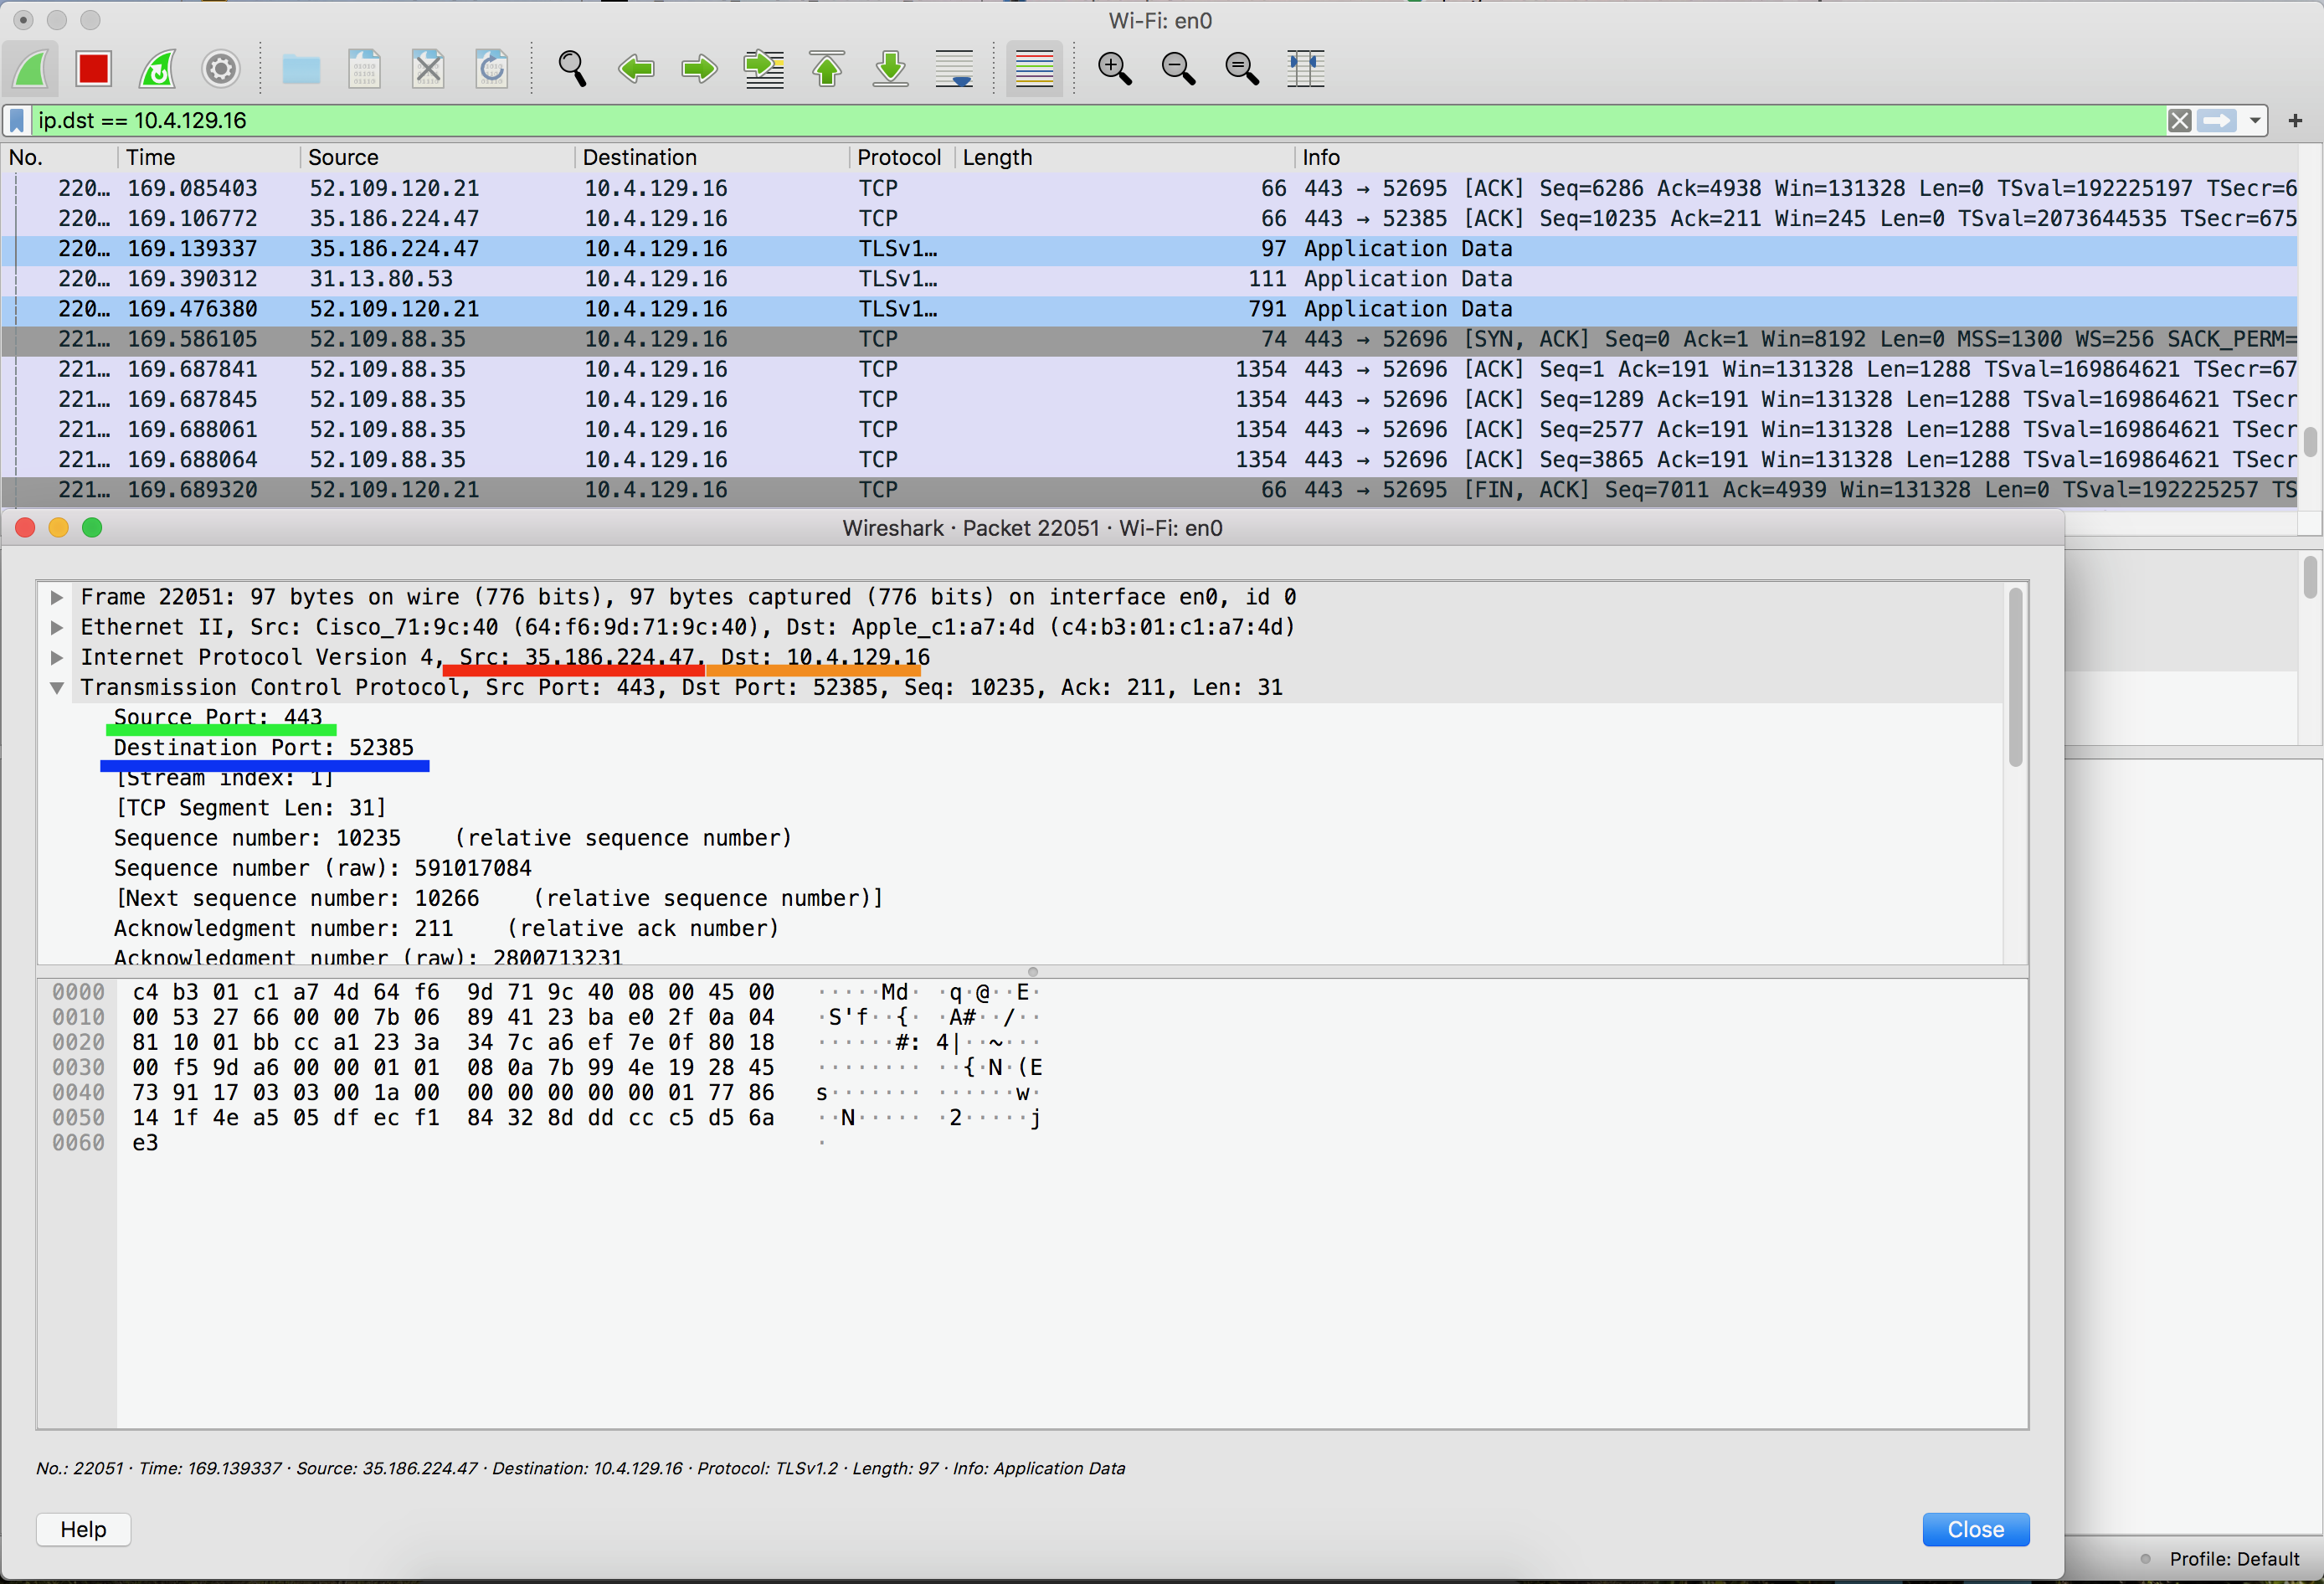 Wi-Fi: en0
ip.dst == 10.4.129.16
No. Time Source Destination Protocol Length Info
220… 169.085403 52.109.120.21 10.4.129.16 TCP 66 443 → 52695 [ACK] Seq=6286 Ack=4938 Win=131328 Len=0 TSval=192225197 TSecr=6
220… 169.106772 35.186.224.47 10.4.129.16 TCP 66 443 → 52385 [ACK] Seq=10235 Ack=211 Win=245 Len=0 TSval=2073644535 TSecr=675
220… 169.139337 35.186.224.47 10.4.129.16 TLSv1… 97 Application Data
220… 169.390312 31.13.80.53 10.4.129.16 TLSv1… 111 Application Data
220… 169.476380 52.109.120.21 10.4.129.16 TLSv1… 791 Application Data
221… 169.586105 52.109.88.35 10.4.129.16 TCP 74 443 → 52696 [SYN, ACK] Seq=0 Ack=1 Win=8192 Len=0 MSS=1300 WS=256 SACK_PERM=
221… 169.687841 52.109.88.35 10.4.129.16 TCP 1354 443 → 52696 [ACK] Seq=1 Ack=191 Win=131328 Len=1288 TSval=169864621 TSecr=67
221… 169.687845 52.109.88.35 10.4.129.16 TCP 1354 443 → 52696 [ACK] Seq=1289 Ack=191 Win=131328 Len=1288 TSval=169864621 TSecr
221… 169.688061 52.109.88.35 10.4.129.16 TCP 1354 443 → 52696 [ACK] Seq=2577 Ack=191 Win=131328 Len=1288 TSval=169864621 TSecr
221… 169.688064 52.109.88.35 10.4.129.16 TCP 1354 443 → 52696 [ACK] Seq=3865 Ack=191 Win=131328 Len=1288 TSval=169864621 TSecr
221… 169.689320 52.109.120.21 10.4.129.16 TCP 66 443 → 52695 [FIN, ACK] Seq=7011 Ack=4939 Win=131328 Len=0 TSval=192225257 TS
Wireshark · Packet 22051 · Wi-Fi: en0
Frame 22051: 97 bytes on wire (776 bits), 97 bytes captured (776 bits) on interface en0, id 0
Ethernet II, Src: Cisco_71:9c:40 (64:f6:9d:71:9c:40), Dst: Apple_c1:a7:4d (c4:b3:01:c1:a7:4d)
Internet Protocol Version 4, Src: 35.186.224.47, Dst: 10.4.129.16
Transmission Control Protocol, Src Port: 443, Dst Port: 52385, Seq: 10235, Ack: 211, Len: 31
Source Port: 443
Destination Port: 52385
[Stream index: 1]
[TCP Segment Len: 31]
Sequence number: 10235 (relative sequence number)
Sequence number (raw): 591017084
[Next sequence number: 10266 (relative sequence number)]
Acknowledgment number: 211 (relative ack number)
Acknowledgment number (raw): 2800713231
0000 c4 b3 01 c1 a7 4d 64 f6 9d 71 9c 40 08 00 45 00 ·····Md· ·q·@··E·
0010 00 53 27 66 00 00 7b 06 89 41 23 ba e0 2f 0a 04 ·S'f··{· ·A#··/··
0020 81 10 01 bb cc a1 23 3a 34 7c a6 ef 7e 0f 80 18 ······#: 4|··~···
0030 00 f5 9d a6 00 00 01 01 08 0a 7b 99 4e 19 28 45 ········ ··{·N·(E
0040 73 91 17 03 03 00 1a 00 00 00 00 00 00 01 77 86 s······· ······w·
0050 14 1f 4e a5 05 df ec f1 84 32 8d dd cc c5 d5 6a ··N····· ·2·····j
0060 e3 ·
No.: 22051 · Time: 169.139337 · Source: 35.186.224.47 · Destination: 10.4.129.16 · Protocol: TLSv1.2 · Length: 97 · Info: Application Data
Help
Close
Profile: Default